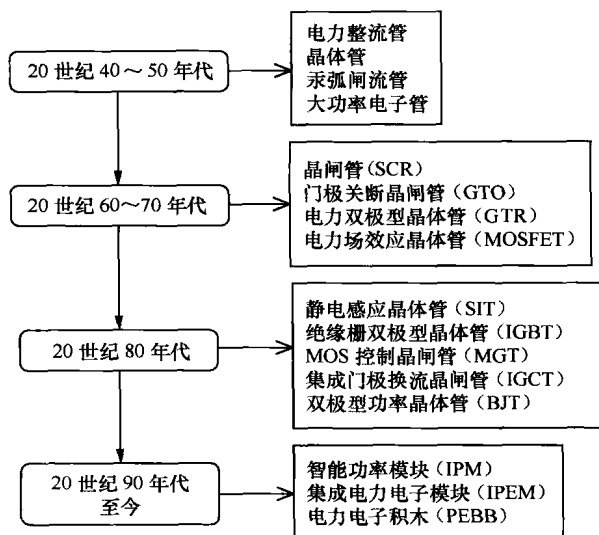 20 世纪 40～50 年代
电力整流管
晶体管
汞弧闸流管
大功率电子管
20 世纪 60～70 年代
晶闸管(SCR)
门极关断晶闸管（GTO）
电力双极型晶体管（GTR）
电力场效应晶体管（MOSFET）
20 世纪 80 年代
静电感应晶体管（SIT）
绝缘栅双极型晶体管（IGBT）
MOS 控制晶闸管（MGT）
集成门极换流晶闸管（IGCT）
双极型功率晶体管（BJT）
20 世纪 90 年代
至今
智能功率模块（IPM）
集成电力电子模块（IPEM）
电力电子积木（PEBB）